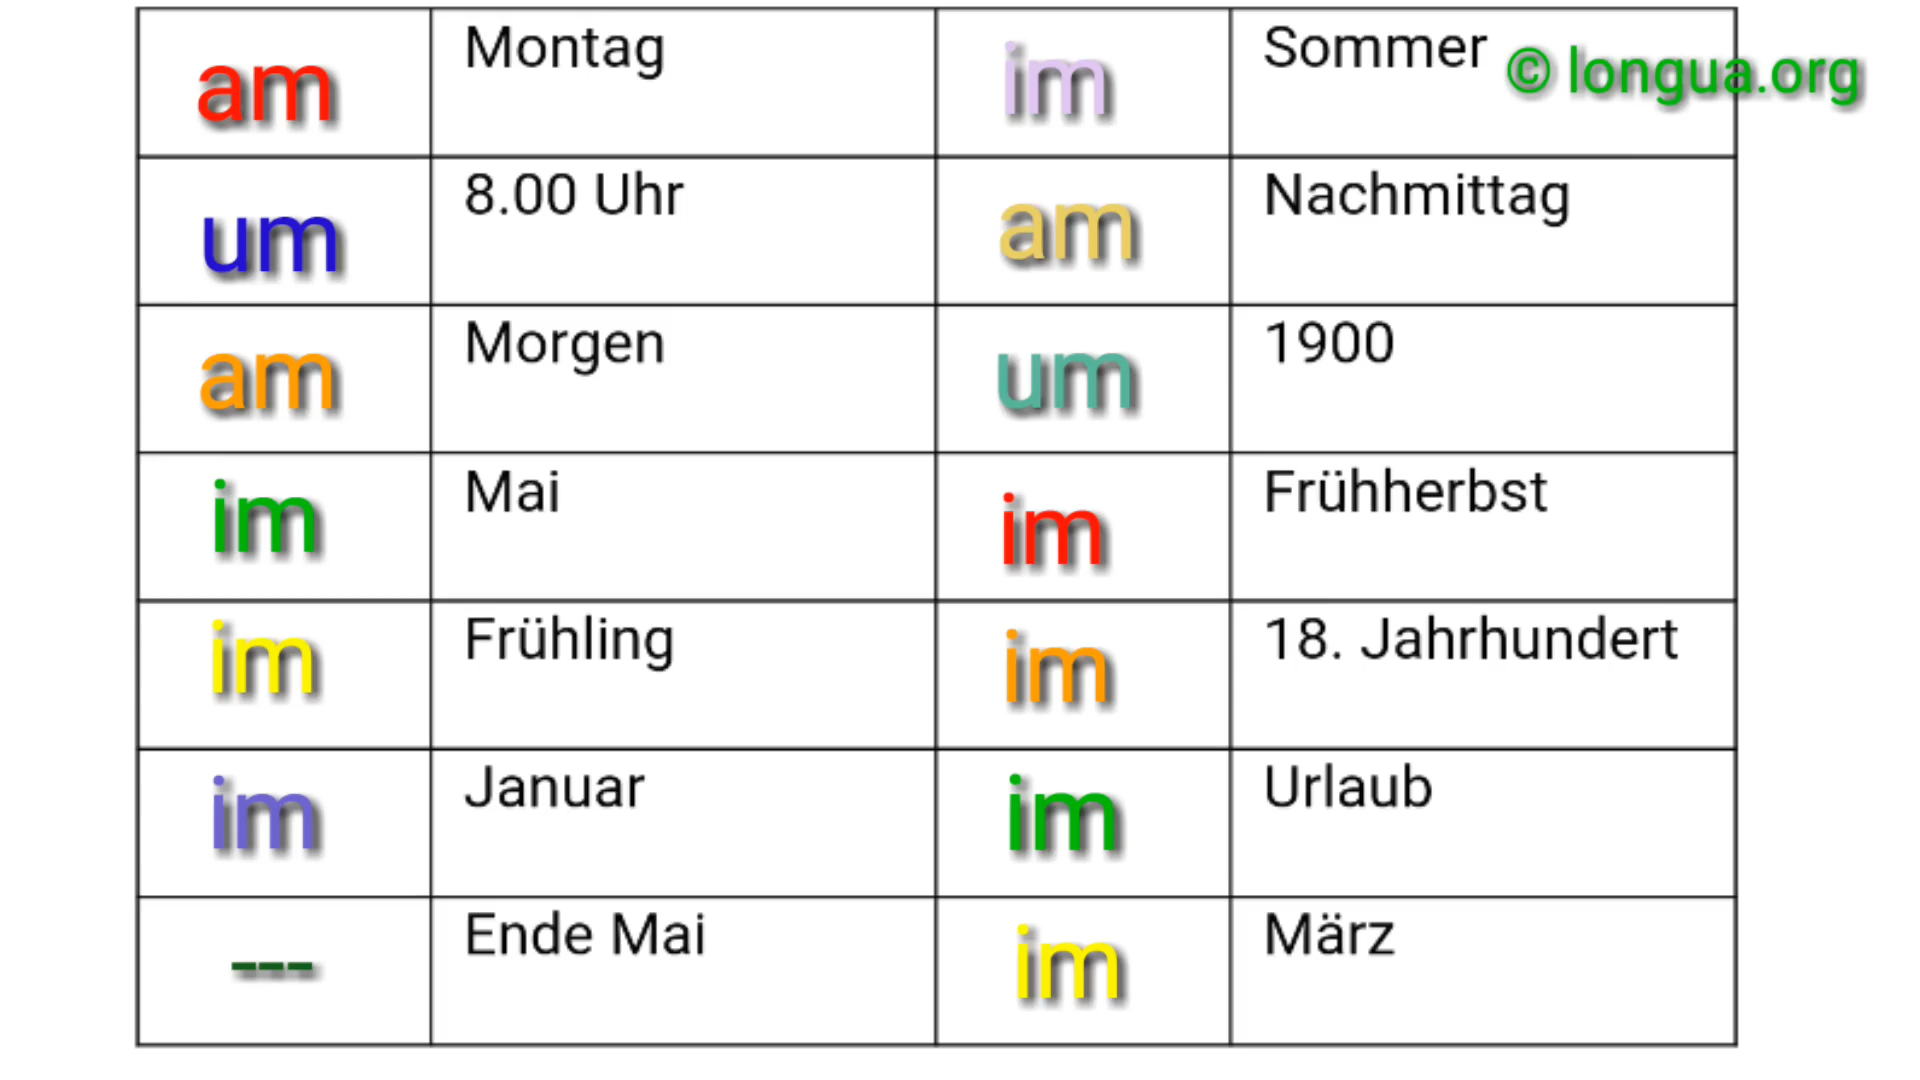 am Montag im Sommer © longua.org
um 8.00 Uhr am Nachmittag
am Morgen um 1900
im Mai im Frühherbst
im Frühling im 18. Jahrhundert
im Januar im Urlaub
--- Ende Mai im März